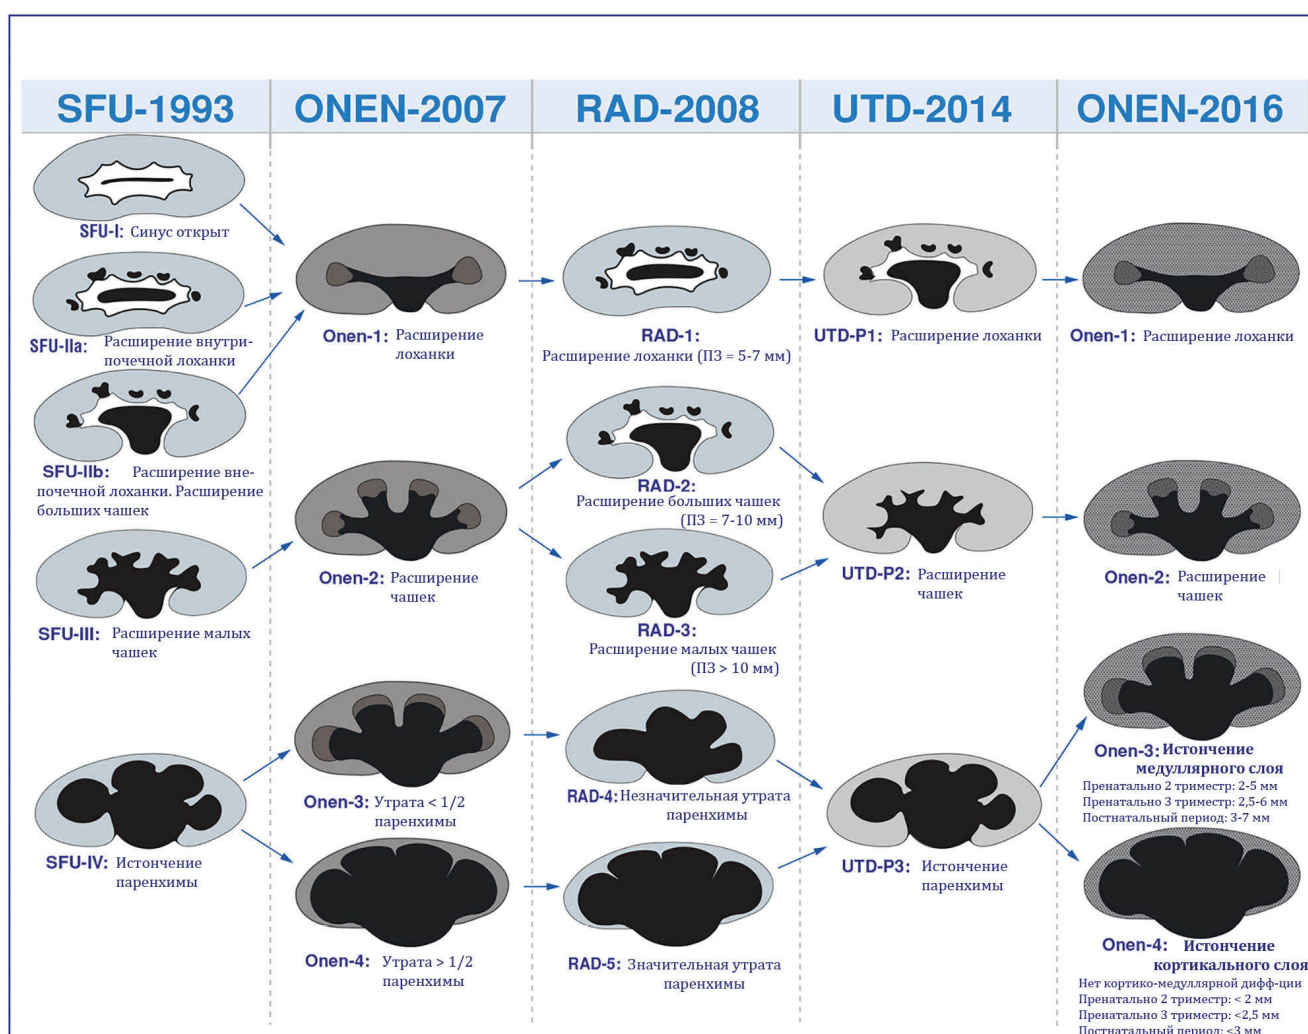 SFU-1993
ONEN-2007
RAD-2008
UTD-2014
ONEN-2016
SFU-I: Синус открыт
SFU-IIa: Расширение внутри-
почечной лоханки
SFU-IIb: Расширение вне-
почечной лоханки. Расширение
больших чашек
SFU-III: Расширение малых
чашек
SFU-IV: Истончение
паренхимы
Onen-1: Расширение
лоханки
Onen-2: Расширение
чашек
Onen-3: Утрата < 1/2
паренхимы
Onen-4: Утрата > 1/2
паренхимы
RAD-1:
Расширение лоханки (ПЗ = 5-7 мм)
RAD-2:
Расширение больших чашек
(ПЗ = 7-10 мм)
RAD-3:
Расширение малых чашек
(ПЗ > 10 мм)
RAD-4: Незначительная утрата
паренхимы
RAD-5: Значительная утрата
паренхимы
UTD-P1: Расширение лоханки
UTD-P2: Расширение
чашек
UTD-P3: Истончение
паренхимы
Onen-1: Расширение лоханки
Onen-2: Расширение
чашек
Onen-3: Истончение
медуллярного слоя
Пренатально 2 триместр: 2-5 мм
Пренатально 3 триместр: 2,5-6 мм
Постнатальный период: 3-7 мм
Onen-4: Истончение
кортикального слоя
Нет кортико-медуллярной дифф-ции
Пренатально 2 триместр: < 2 мм
Пренатально 3 триместр: <2,5 мм
Постнатальный период: <3 мм